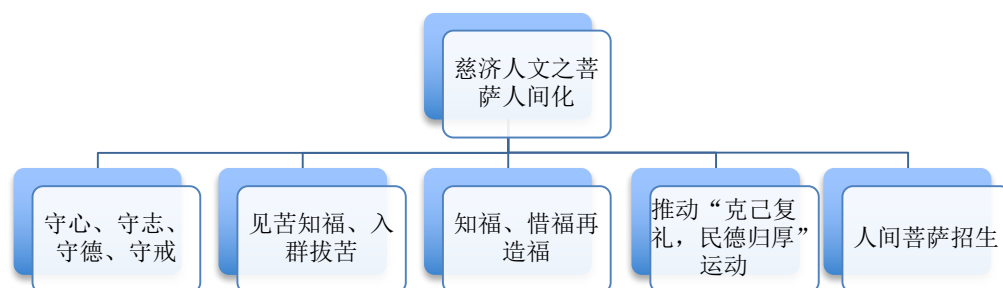 慈济人文之菩
萨人间化
守心、守志、
守德、守戒
见苦知福、入
群拔苦
知福、惜福再
造福
推动“克己复
礼，民德归厚”
运动
人间菩萨招生